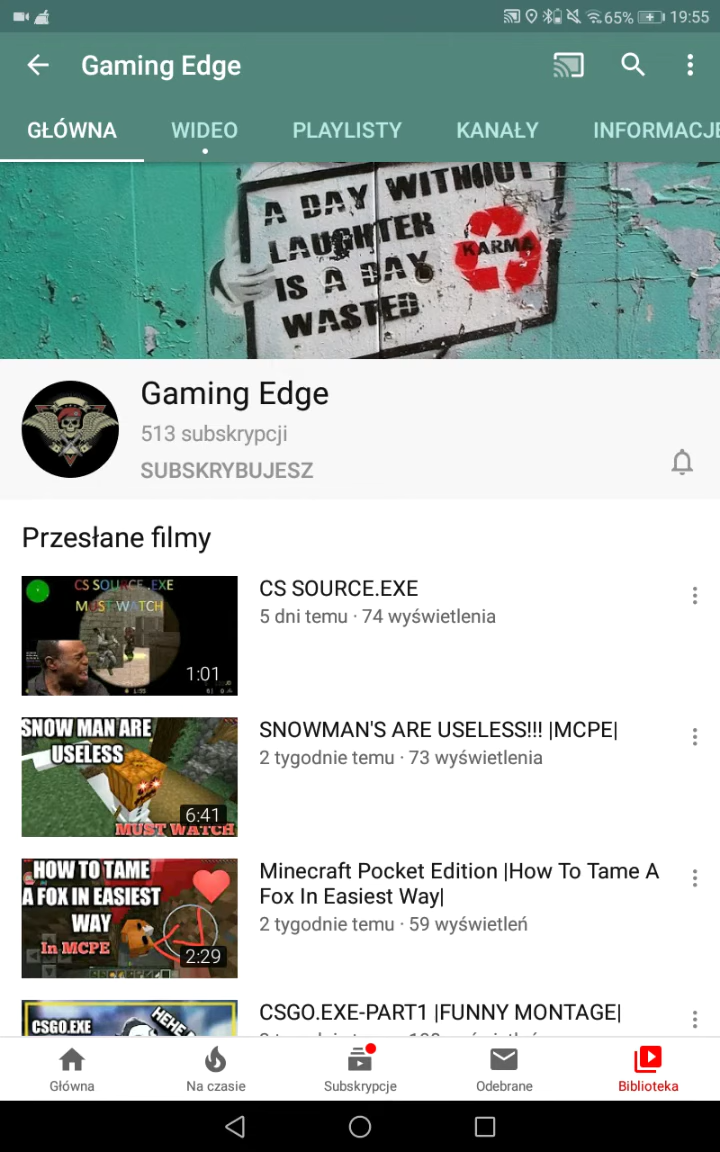 65% 19:55
Gaming Edge
GŁÓWNA WIDEO PLAYLISTY KANAŁY INFORMACJE
A DAY WITHOUT
LAUGHTER
IS A DAY
WASTED
KARMA
Gaming Edge
513 subskrypcji
SUBSKRYBUJESZ
Przesłane filmy
CS SOURCE.EXE
MUST WATCH
1:01
CS SOURCE.EXE
5 dni temu · 74 wyświetlenia
SNOW MAN ARE
USELESS
6:41
MUST WATCH
SNOWMAN'S ARE USELESS!!! |MCPE|
2 tygodnie temu · 73 wyświetlenia
HOW TO TAME
A FOX IN EASIEST
WAY
In MCPE
2:29
Minecraft Pocket Edition |How To Tame A
Fox In Easiest Way|
2 tygodnie temu · 59 wyświetleń
CSGO.EXE
HEHE
CSGO.EXE-PART1 |FUNNY MONTAGE|
Główna Na czasie Subskrypcje Odebrane Biblioteka